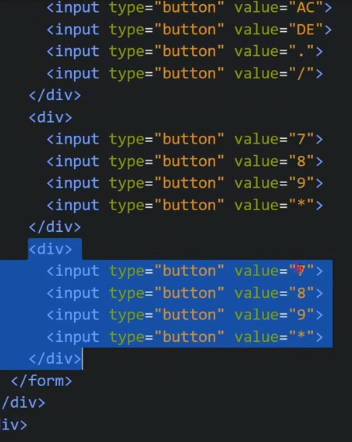 <input type="button" value="AC">
<input type="button" value="DE">
<input type="button" value=".">
<input type="button" value="/">
</div>
<div>
<input type="button" value="7">
<input type="button" value="8">
<input type="button" value="9">
<input type="button" value="*">
</div>
<div>
<input type="button" value="7">
<input type="button" value="8">
<input type="button" value="9">
<input type="button" value="*">
</div>
</form>
/div>
iv>